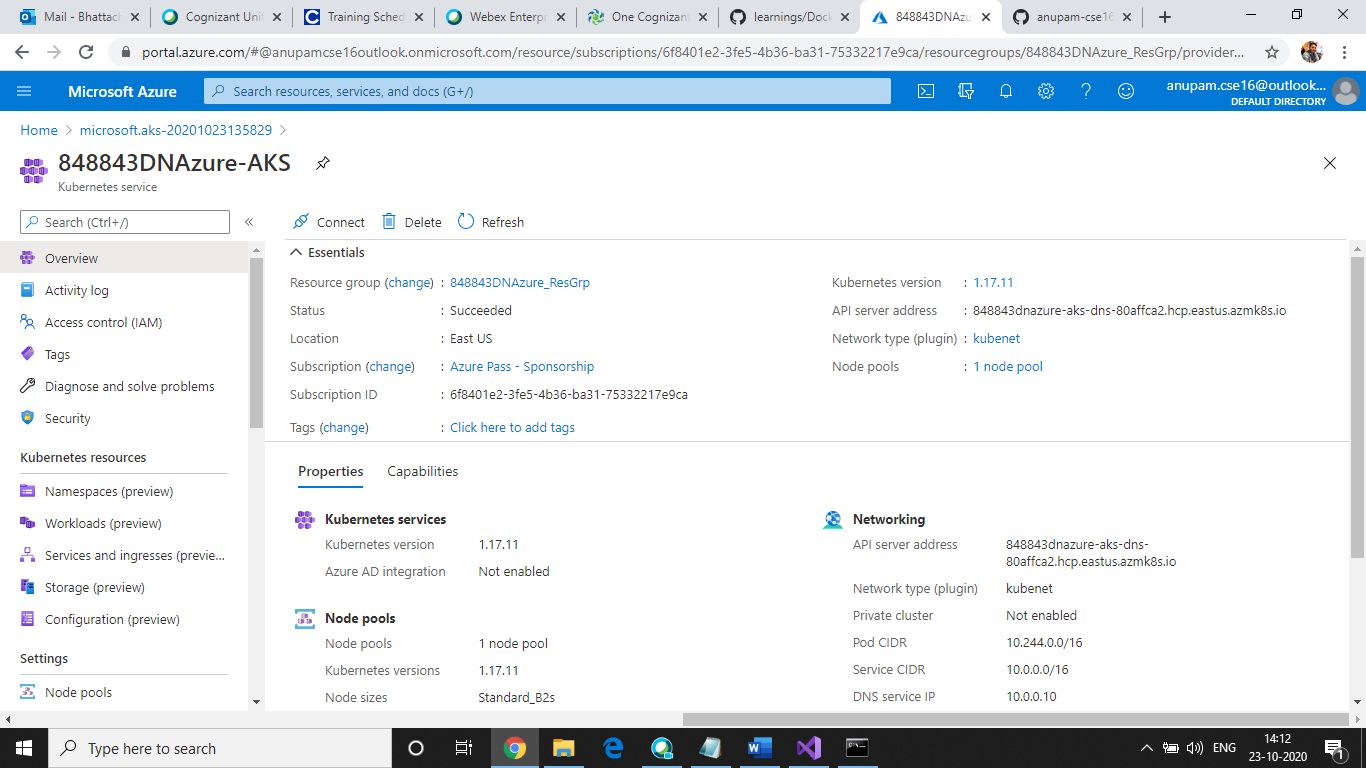 Mail - Bhattach
Cognizant Unif
Training Sched
Webex Enterpr
One Cognizant
learnings/Dock
848843DNAzu
anupam-cse16
portal.azure.com/#@anupamcse16outlook.onmicrosoft.com/resource/subscriptions/6f8401e2-3fe5-4b36-ba31-75332217e9ca/resourcegroups/848843DNAzure_ResGrp/provider...
Microsoft Azure
Search resources, services, and docs (G+/)
anupam.cse16@outlook...
DEFAULT DIRECTORY
Home > microsoft.aks-20201023135829 >
848843DNAzure-AKS
Kubernetes service
Search (Ctrl+/)
«
Connect Delete Refresh
Overview
Activity log
Access control (IAM)
Tags
Diagnose and solve problems
Security
Kubernetes resources
Namespaces (preview)
Workloads (preview)
Services and ingresses (previe...
Storage (preview)
Configuration (preview)
Settings
Node pools
Essentials
Resource group (change) : 848843DNAzure_ResGrp
Status : Succeeded
Location : East US
Subscription (change) : Azure Pass - Sponsorship
Subscription ID : 6f8401e2-3fe5-4b36-ba31-75332217e9ca
Tags (change) : Click here to add tags
Kubernetes version : 1.17.11
API server address : 848843dnazure-aks-dns-80affca2.hcp.eastus.azmk8s.io
Network type (plugin) : kubenet
Node pools : 1 node pool
Properties Capabilities
Kubernetes services
Kubernetes version 1.17.11
Azure AD integration Not enabled
Node pools
Node pools 1 node pool
Kubernetes versions 1.17.11
Node sizes Standard_B2s
Networking
API server address 848843dnazure-aks-dns-
80affca2.hcp.eastus.azmk8s.io
Network type (plugin) kubenet
Private cluster Not enabled
Pod CIDR 10.244.0.0/16
Service CIDR 10.0.0.0/16
DNS service IP 10.0.0.10
Type here to search
ENG
14:12
23-10-2020
1